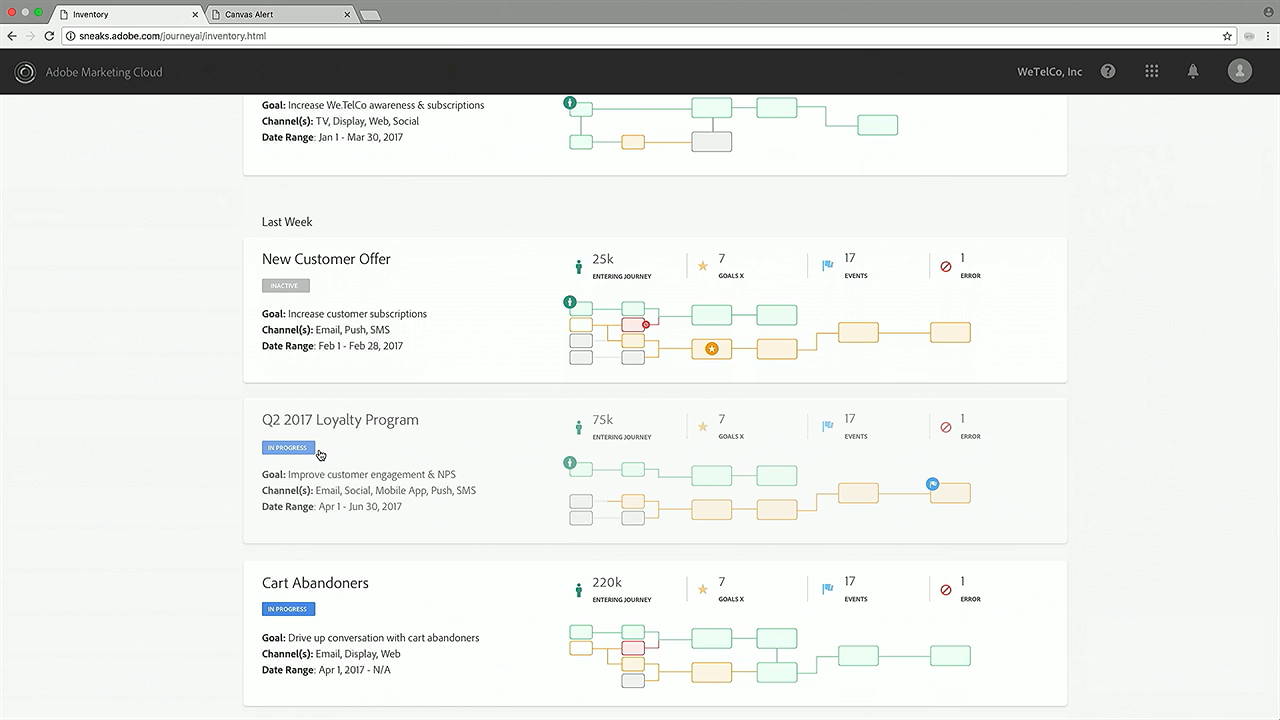 Inventory
Canvas Alert
sneaks.adobe.com/journeyai/inventory.html
Adobe Marketing Cloud
WeTelCo, Inc
Goal: Increase We.TelCo awareness & subscriptions
Channel(s): TV, Display, Web, Social
Date Range: Jan 1 - Mar 30, 2017
Last Week
New Customer Offer
INACTIVE
Goal: Increase customer subscriptions
Channel(s): Email, Push, SMS
Date Range: Feb 1 - Feb 28, 2017
25k
ENTERING JOURNEY
7
GOALS X
17
EVENTS
1
ERROR
Q2 2017 Loyalty Program
IN PROGRESS
Goal: Improve customer engagement & NPS
Channel(s): Email, Social, Mobile App, Push, SMS
Date Range: Apr 1 - Jun 30, 2017
75k
ENTERING JOURNEY
7
GOALS X
17
EVENTS
1
ERROR
Cart Abandoners
IN PROGRESS
Goal: Drive up conversation with cart abandoners
Channel(s): Email, Display, Web
Date Range: Apr 1, 2017 - N/A
220k
ENTERING JOURNEY
7
GOALS X
17
EVENTS
1
ERROR